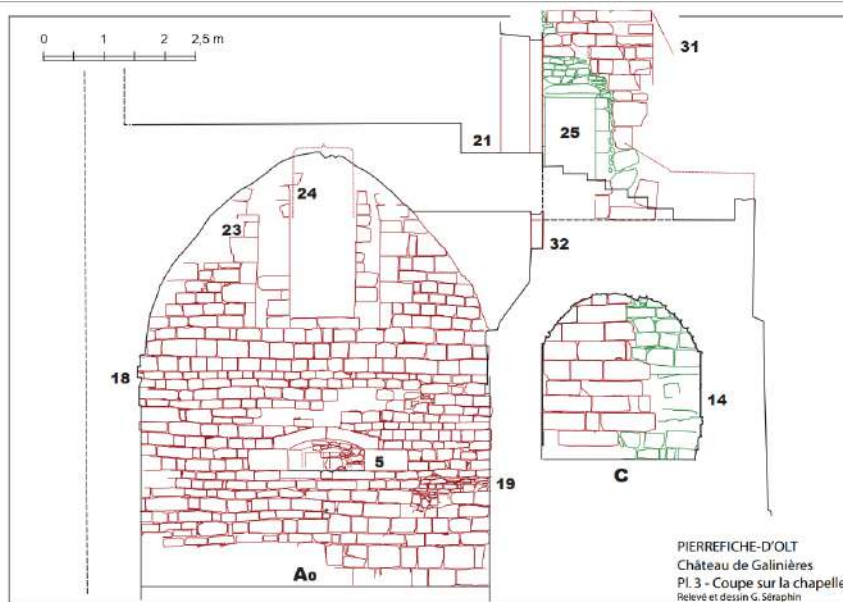 0 1 2 2,5 m
31
21
25
24
23
32
18
14
5
C
19
A0
PIERREFICHE-D'OLT
Château de Galinières
Pl. 3 - Coupe sur la chapelle
Relevé et dessin G. Séraphin